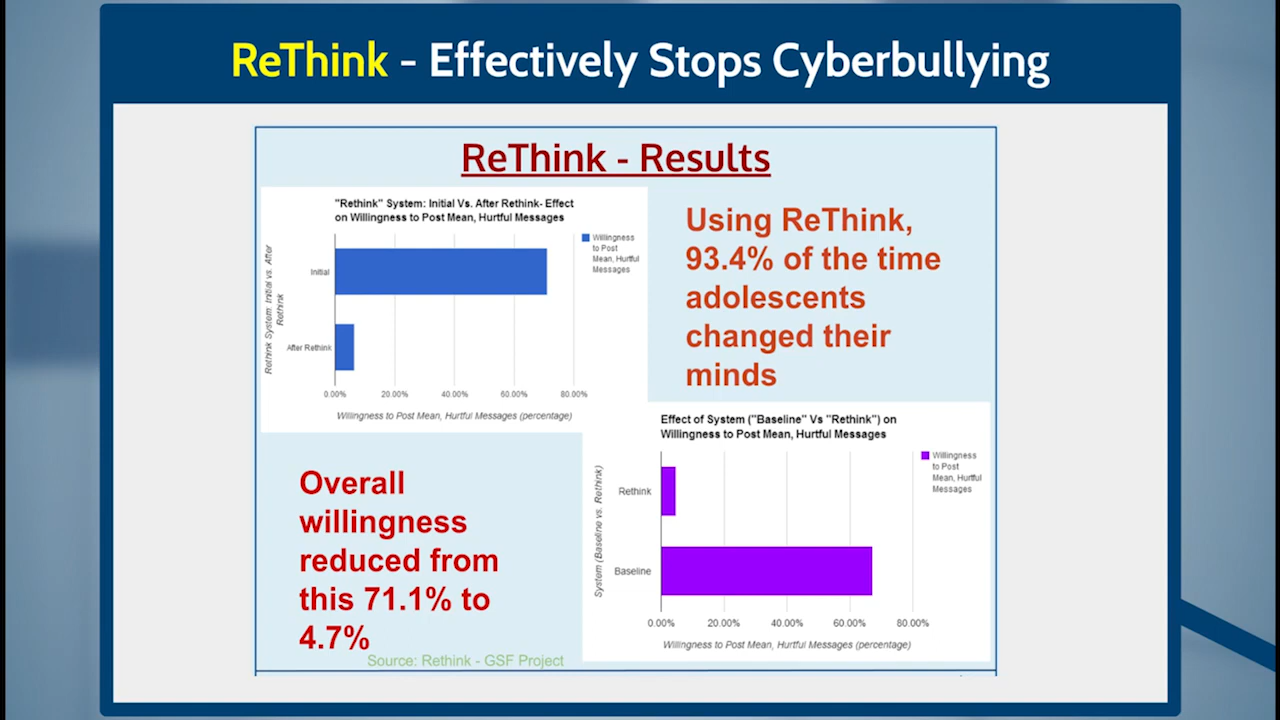 ReThink - Effectively Stops Cyberbullying
ReThink - Results
"Rethink" System: Initial Vs. After Rethink- Effect
on Willingness to Post Mean, Hurtful Messages
Rethink System: Initial vs. After
Rethink
Initial
After Rethink
0.00%
20.00%
40.00%
60.00%
80.00%
Willingness to Post Mean, Hurtful Messages (percentage)
Willingness
to Post
Mean, Hurtful
Messages
Using ReThink,
93.4% of the time
adolescents
changed their
minds
Overall
willingness
reduced from
this 71.1% to
4.7%
Source: Rethink - GSF Project
Effect of System ("Baseline" Vs "Rethink") on
Willingness to Post Mean, Hurtful Messages
System (Baseline vs. Rethink)
Rethink
Baseline
0.00%
20.00%
40.00%
60.00%
80.00%
Willingness to Post Mean, Hurtful Messages (percentage)
Willingness
to Post
Mean, Hurtful
Messages